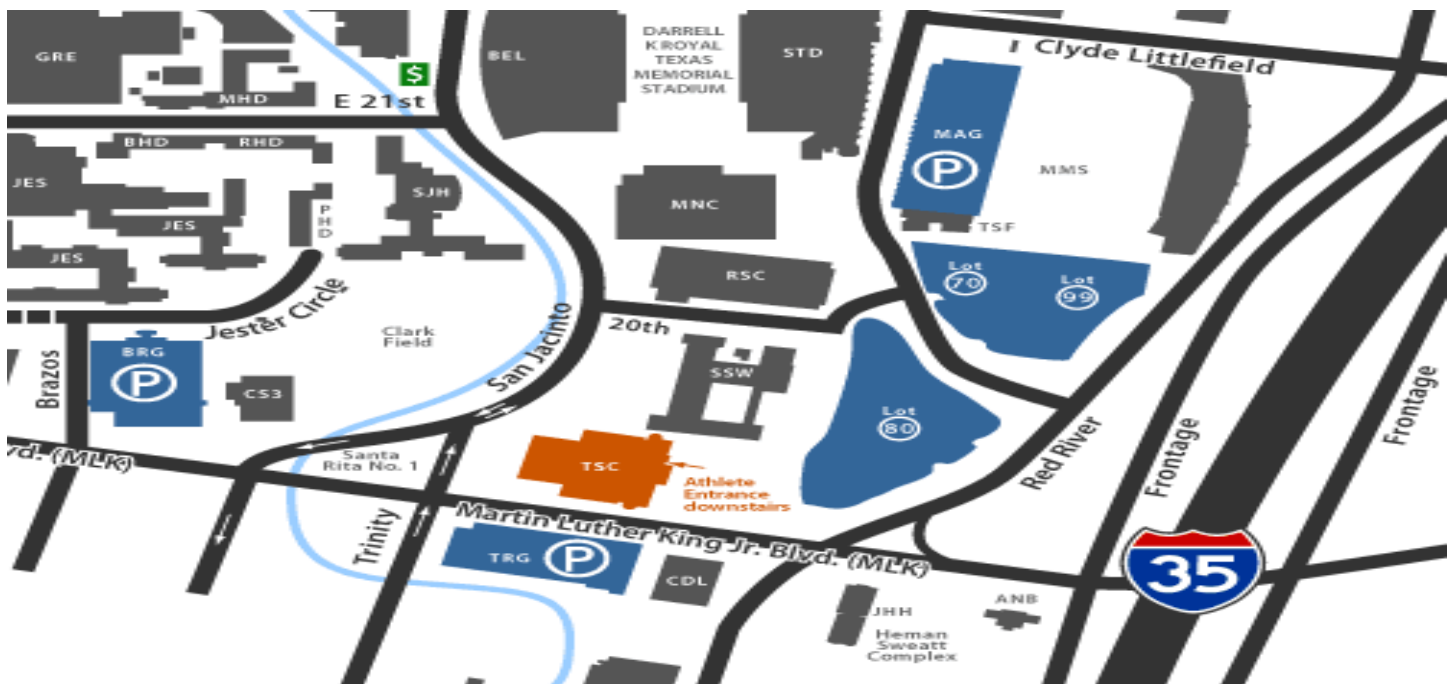 GRE
$
MHD
E 21st
BEL
DARRELL
K ROYAL
TEXAS
MEMORIAL
STADIUM
STD
Clyde Littlefield
BHD
RHD
MAG
P
MMS
JES
SJH
PHD
MNC
JES
TSF
JES
RSC
Lot
70
Lot
99
Jester Circle
Clark
Field
San Jacinto
20th
Brazos
BRG
P
CS3
SSW
Lot
80
Frontage
Frontage
Red River
vd. (MLK)
Santa
Rita No. 1
TSC
Athlete
Entrance
downstairs
Trinity
Martin Luther King Jr. Blvd. (MLK)
TRG
P
CDL
35
JHH
ANB
Heman
Sweatt
Complex